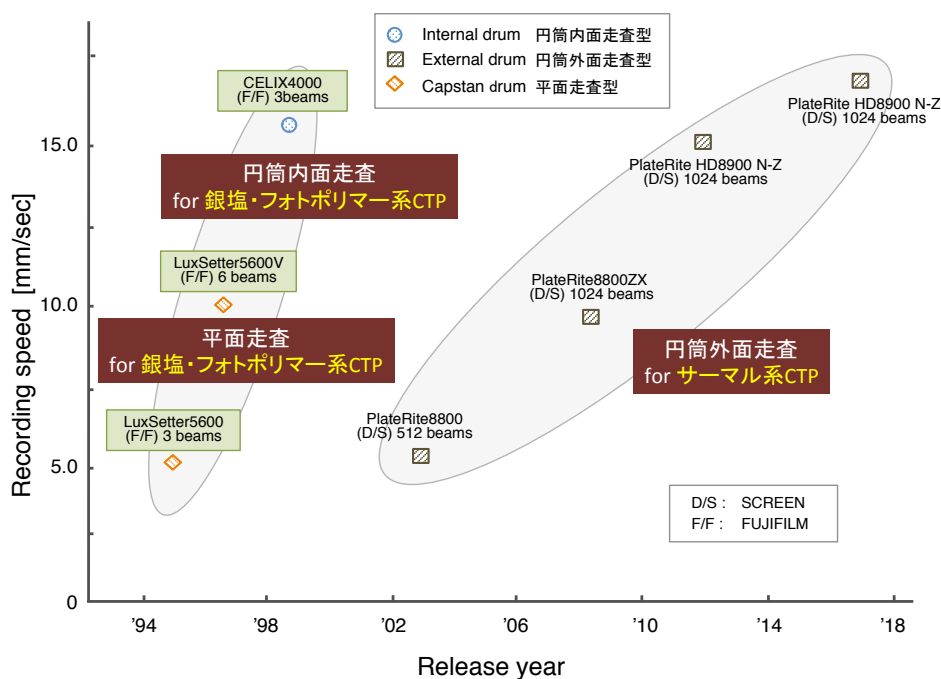 Internal drum 円筒内面走査型
External drum 円筒外面走査型
Capstan drum 平面走査型
CELIX4000
(F/F) 3beams
円筒内面走査
for 銀塩・フォトポリマー系CTP
LuxSetter5600V
(F/F) 6 beams
平面走査
for 銀塩・フォトポリマー系CTP
LuxSetter5600
(F/F) 3 beams
PlateRite HD8900 N-Z
(D/S) 1024 beams
PlateRite HD8900 N-Z
(D/S) 1024 beams
PlateRite8800ZX
(D/S) 1024 beams
円筒外面走査
for サーマル系CTP
PlateRite8800
(D/S) 512 beams
D/S : SCREEN
F/F : FUJIFILM
Recording speed [mm/sec]
15.0
10.0
5.0
0
'94 '98 '02 '06 '10 '14 '18
Release year